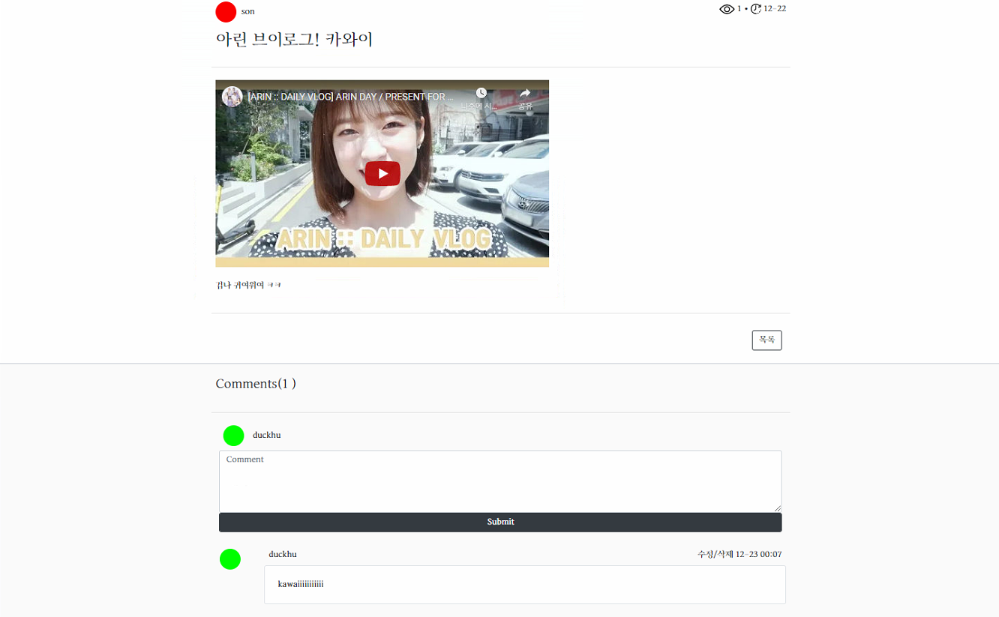 son
1 • 12-22
아린 브이로그! 카와이
[ARIN :: DAILY VLOG] ARIN DAY / PRESENT FOR ...
나중에 시...
공유
ARIN :: DAILY VLOG
겁나 귀여워여 ㅋㅋ
목록
Comments(1 )
duckhu
Comment
Submit
duckhu
수정/삭제 12-23 00:07
kawaiiiiiiiiiii